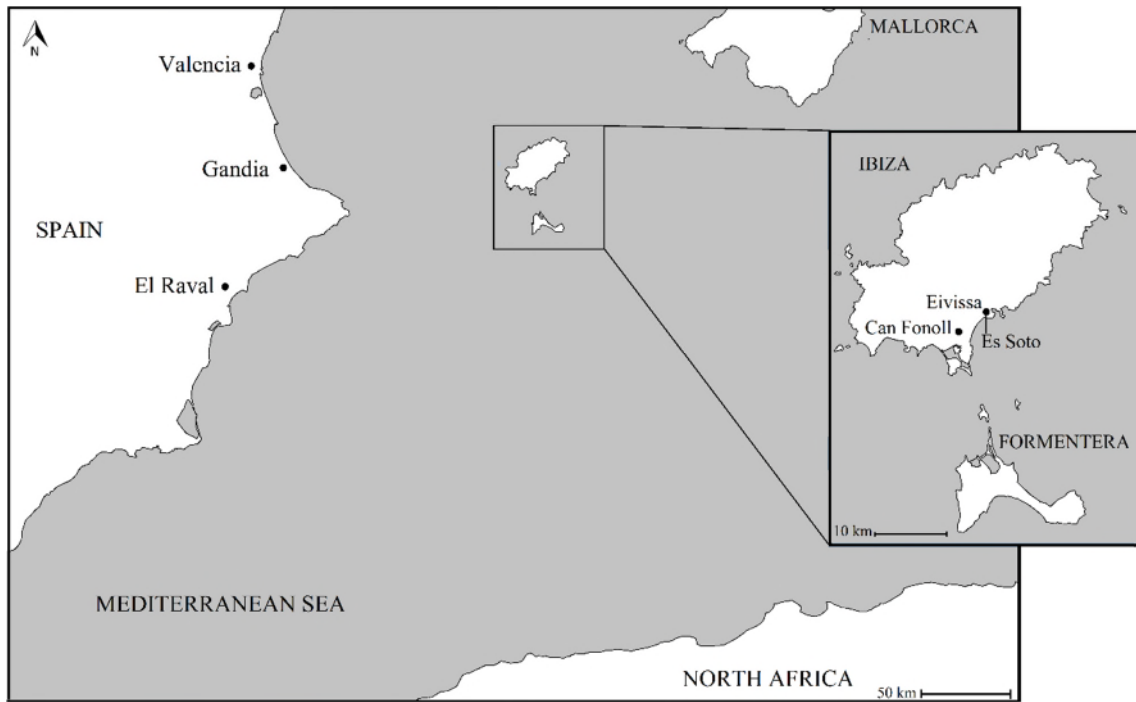 N
MALLORCA
Valencia
Gandia
SPAIN
El Raval
IBIZA
Eivissa
Can Fonoll
Es Soto
FORMENTERA
10 km
MEDITERRANEAN SEA
NORTH AFRICA
50 km